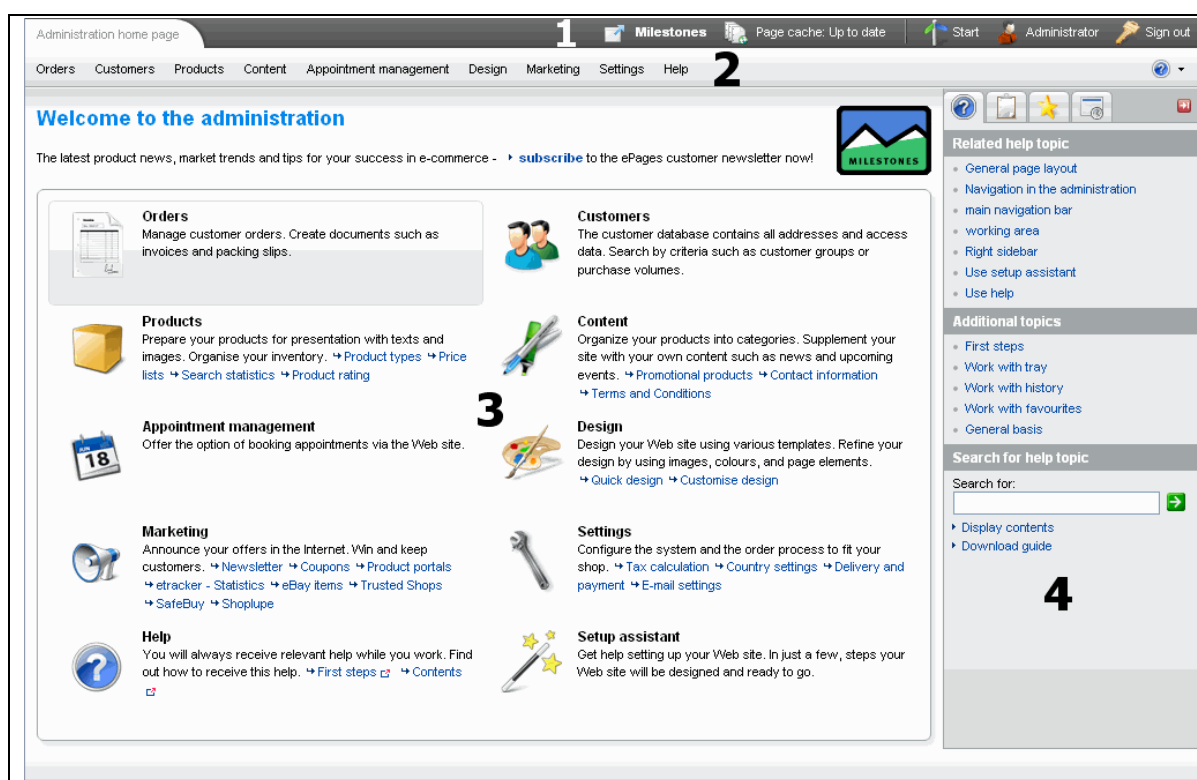 Administration home page
1
Milestones
Page cache: Up to date
Start
Administrator
Sign out
Orders Customers Products Content Appointment management Design Marketing Settings Help
2
Welcome to the administration
The latest product news, market trends and tips for your success in e-commerce - subscribe to the ePages customer newsletter now!
MILESTONES
Orders
Manage customer orders. Create documents such as
invoices and packing slips.
Customers
The customer database contains all addresses and access
data. Search by criteria such as customer groups or
purchase volumes.
Products
Prepare your products for presentation with texts and
images. Organise your inventory. Product types Price
lists Search statistics Product rating
Content
Organize your products into categories. Supplement your
site with your own content such as news and upcoming
events. Promotional products Contact information
Terms and Conditions
3
Appointment management
Offer the option of booking appointments via the Web site.
18
Design
Design your Web site using various templates. Refine your
design by using images, colours, and page elements.
Quick design Customise design
Marketing
Announce your offers in the Internet. Win and keep
customers. Newsletter Coupons Product portals
etracker - Statistics eBay items Trusted Shops
SafeBuy Shoplupe
Settings
Configure the system and the order process to fit your
shop. Tax calculation Country settings Delivery and
payment E-mail settings
Help
You will always receive relevant help while you work. Find
out how to receive this help. First steps Contents
Setup assistant
Get help setting up your Web site. In just a few, steps your
Web site will be designed and ready to go.
Related help topic
General page layout
Navigation in the administration
main navigation bar
working area
Right sidebar
Use setup assistant
Use help
Additional topics
First steps
Work with tray
Work with history
Work with favourites
General basis
Search for help topic
Search for:
Display contents
Download guide
4